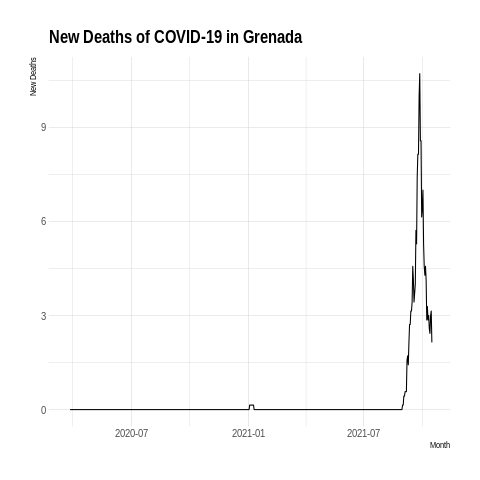 New Deaths of COVID-19 in Grenada
New Deaths
9
6
3
0
2020-07
2021-01
2021-07
Month